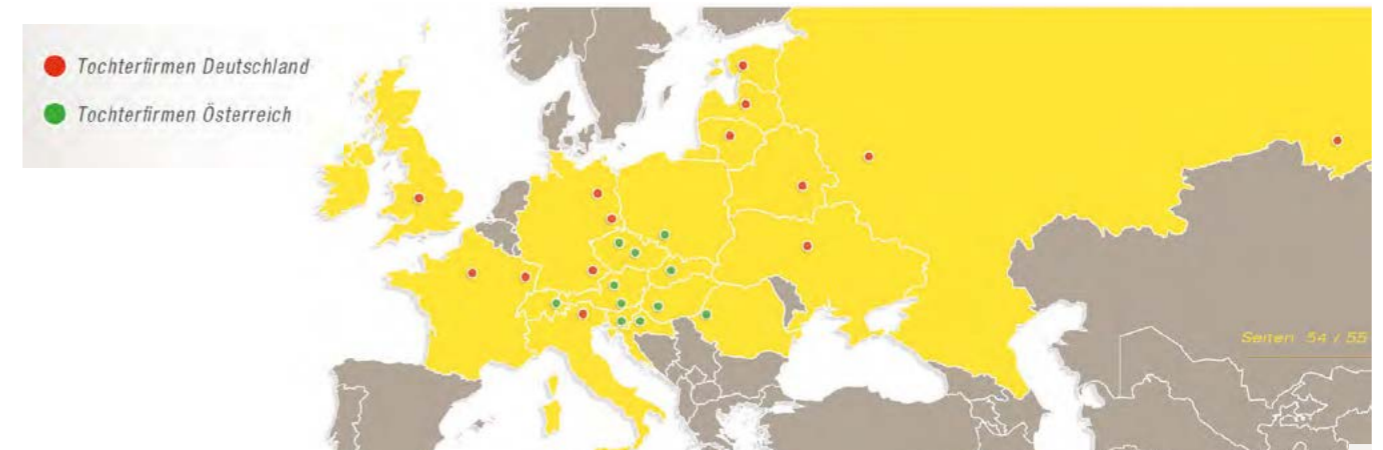 Tochterfirmen Deutschland
Tochterfirmen Österreich
Seiten 54 / 55